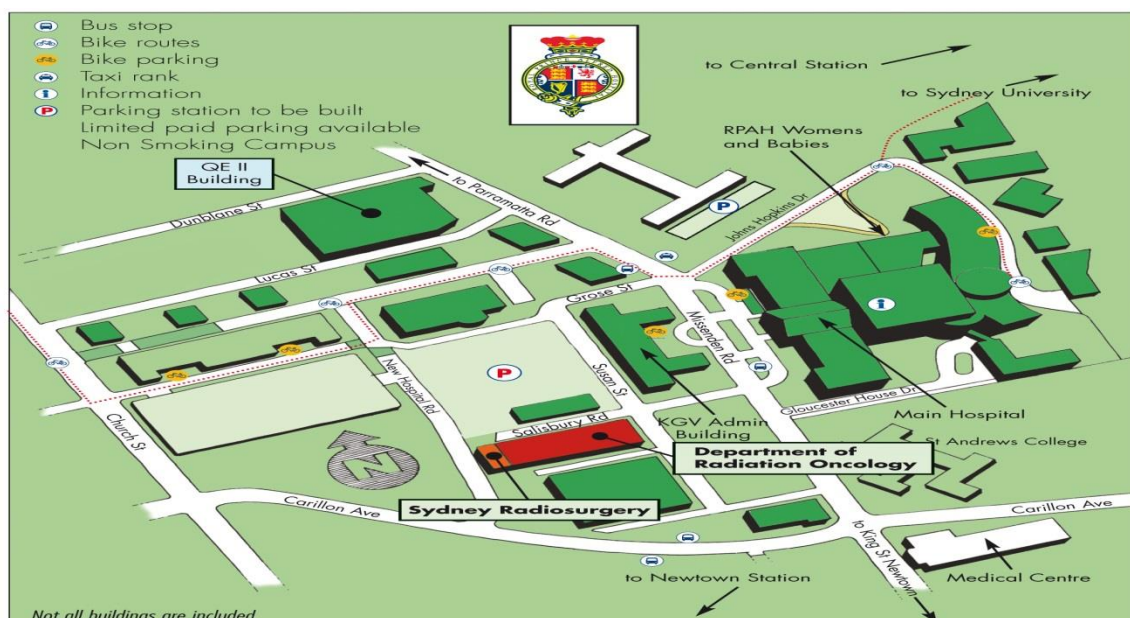 Bus stop
Bike routes
Bike parking
Taxi rank
Information
Parking station to be built
Limited paid parking available
Non Smoking Campus
to Central Station
to Sydney University
RPAH Womens
and Babies
QE II
Building
to Parramatta Rd
Dunblane St
P
Johns Hopkins Dr
Lucas St
Grose St
i
Missenden Rd
New Hospital Rd
P
Susan St
Gloucester House Dr
Main Hospital
KGV Admin
Building
Salisbury Rd
St Andrews College
Church St
Department of
Radiation Oncology
N
Sydney Radiosurgery
Carillon Ave
Carillon Ave
to King St Newtown
to Newtown Station
Medical Centre
Not all buildings are included